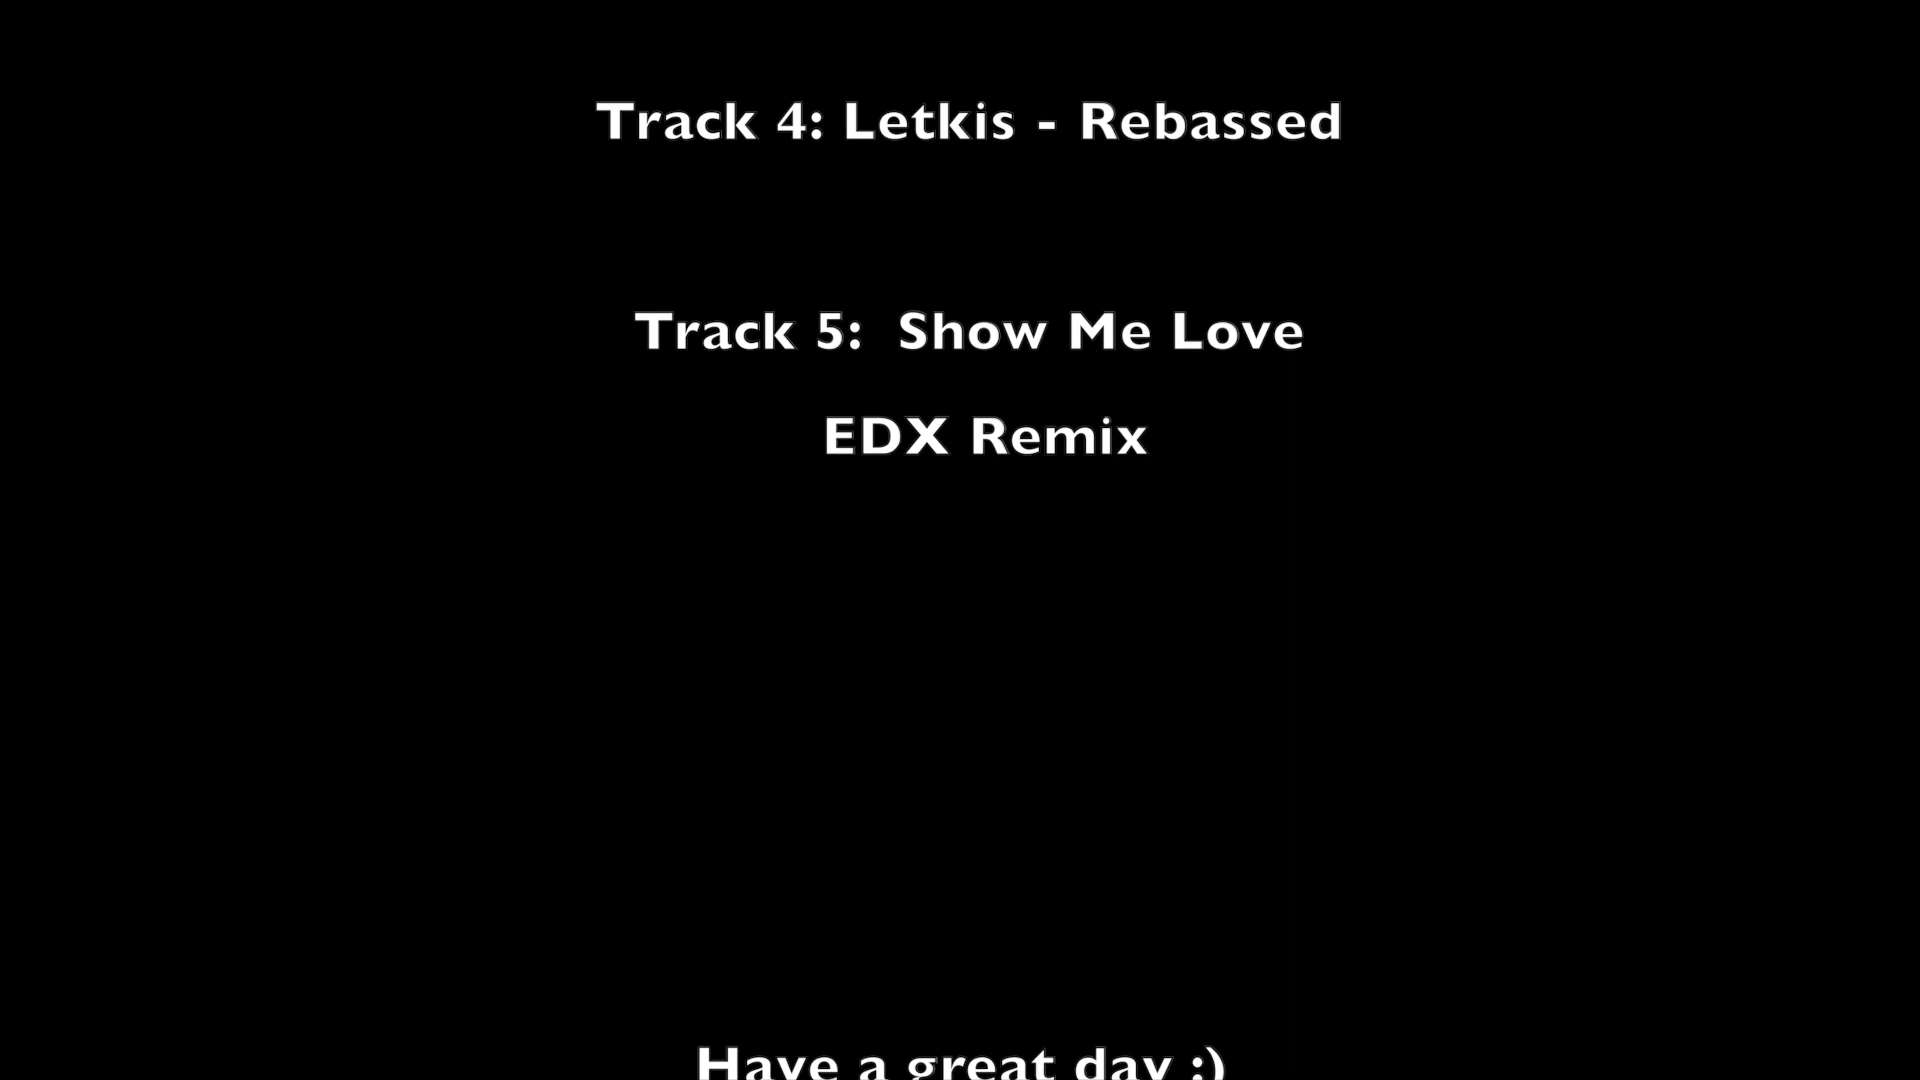 Track 4: Letkis - Rebassed
Track 5:  Show Me Love
EDX Remix
Have a great day :)